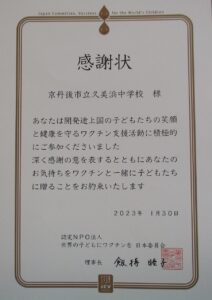 Japan Committee, Vaccines for the World's Children
感謝状
京丹後市立久美浜中学校 様
あなたは開発途上国の子どもたちの笑顔
と健康を守るワクチン支援活動に積極的
にご参加くださいました
深く感謝の意を表するとともにあなたの
お気持ちをワクチンと一緒に子どもたち
に贈ることをお約束いたします
2023年 1月30日
認定NPO法人
世界の子どもにワクチンを 日本委員会
理事長